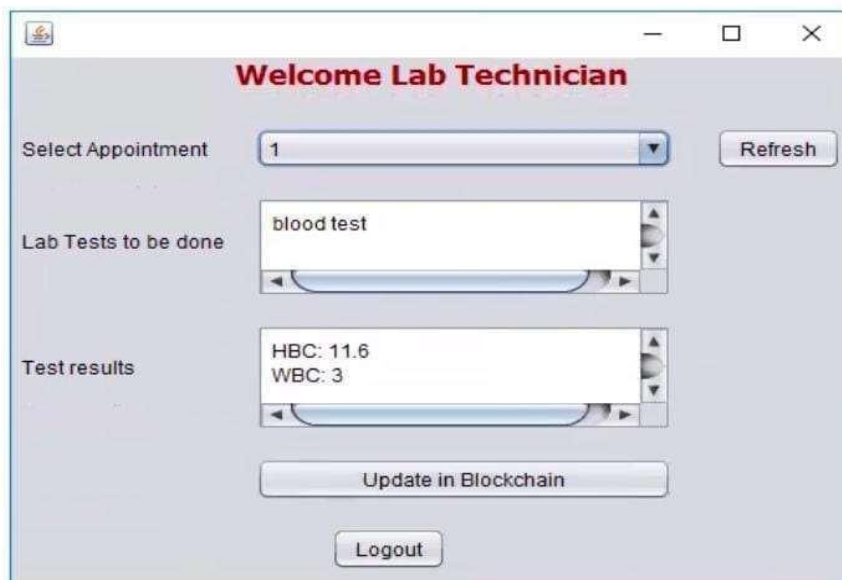 Welcome Lab Technician
Select Appointment
1
Refresh
Lab Tests to be done
blood test
Test results
HBC: 11.6
WBC: 3
Update in Blockchain
Logout